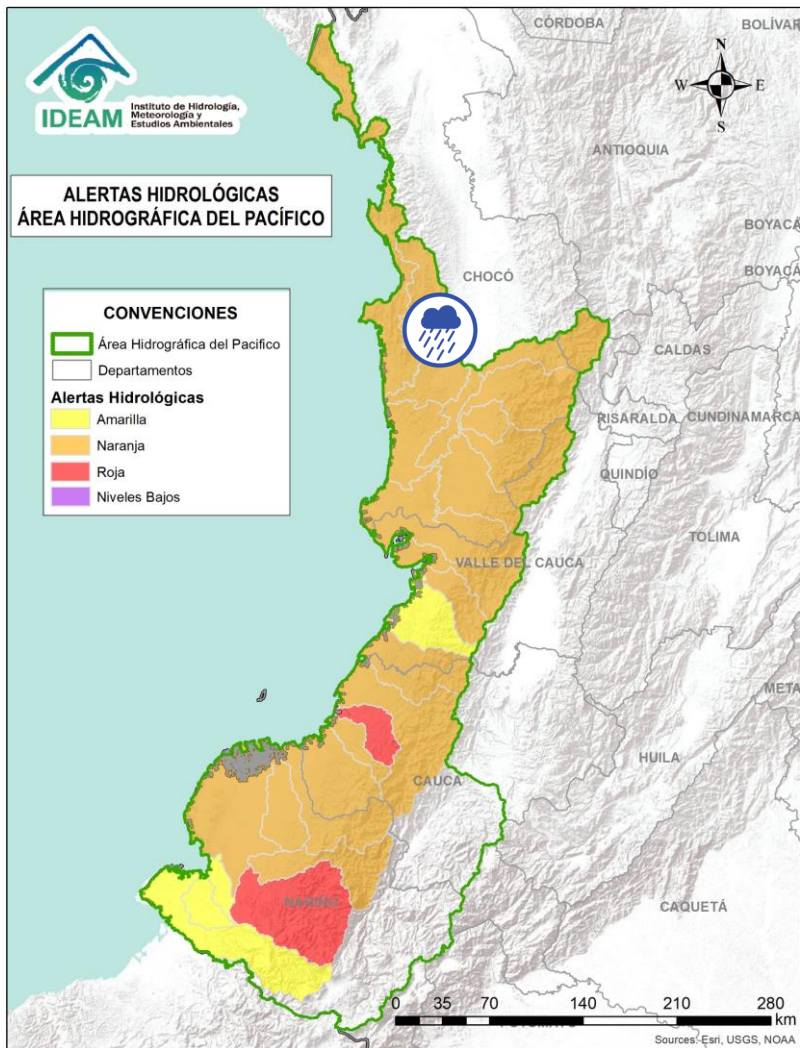 IDEAM
Instituto de Hidrología,
Meteorología y
Estudios Ambientales
ALERTAS HIDROLÓGICAS
ÁREA HIDROGRÁFICA DEL PACÍFICO
CONVENCIONES
Área Hidrográfica del Pacifico
Departamentos
Alertas Hidrológicas
Amarilla
Naranja
Roja
Niveles Bajos
N
W
E
S
CÓRDOBA
BOLÍVAR
ANTIOQUIA
BOYACÁ
CHOCÓ
BOYACÁ
CALDAS
RISARALDA
CUNDINAMARCA
QUINDÍO
TOLIMA
VALLE DEL CAUCA
META
HUILA
CAUCA
NARIÑO
CAQUETÁ
0 35 70 140 210 280
km
Sources: Esri, USGS, NOAA